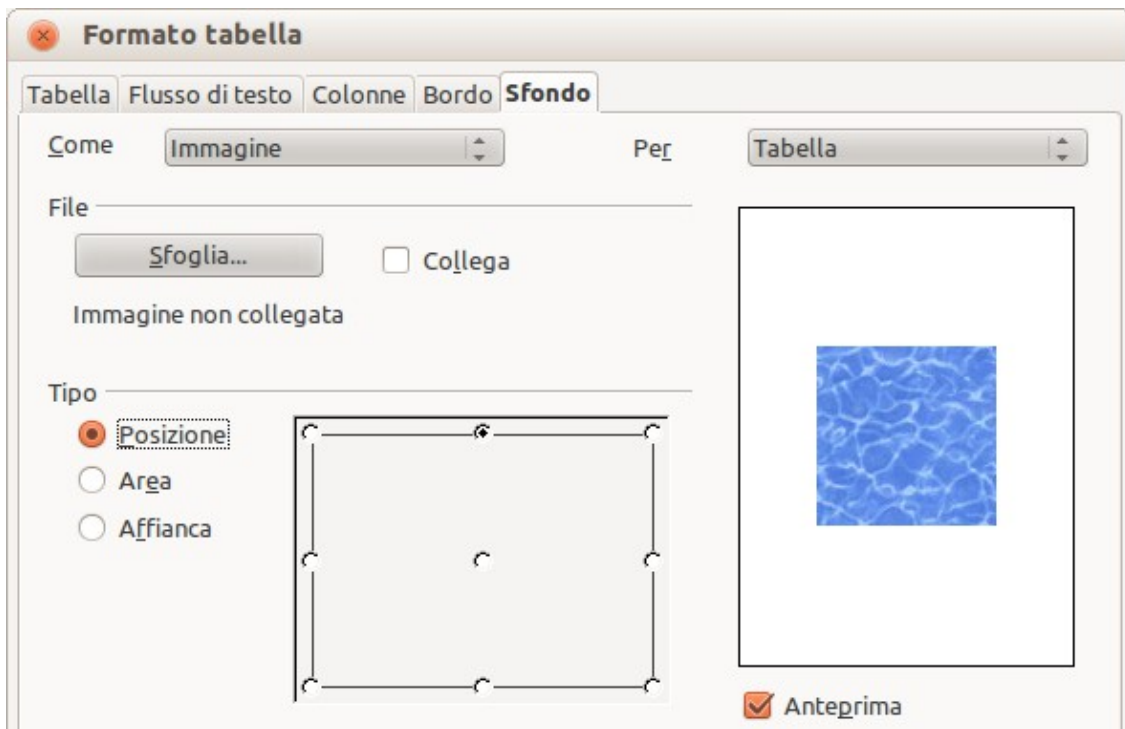 Formato tabella
Tabella Flusso di testo Colonne Bordo Sfondo
Come Immagine Per Tabella
File
Sfoglia... Collega
Immagine non collegata
Tipo
Posizione
Area
Affianca
Anteprima